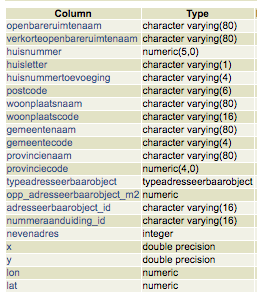 Column Type
openbareruimtenaam character varying(80)
verkorteopenbareruimtenaam character varying(80)
huisnummer numeric(5,0)
huisletter character varying(1)
huisnummertoevoeging character varying(4)
postcode character varying(6)
woonplaatsnaam character varying(80)
woonplaatscode character varying(16)
gemeentenaam character varying(80)
gemeentecode character varying(4)
provincienaam character varying(80)
provinciecode numeric(4,0)
typeadresseerbaarobject typeadresseerbaarobject
opp_adresseerbaarobject_m2 numeric
adresseerbaarobject_id character varying(16)
nummeraanduiding_id character varying(16)
nevenadres integer
x double precision
y double precision
lon numeric
lat numeric